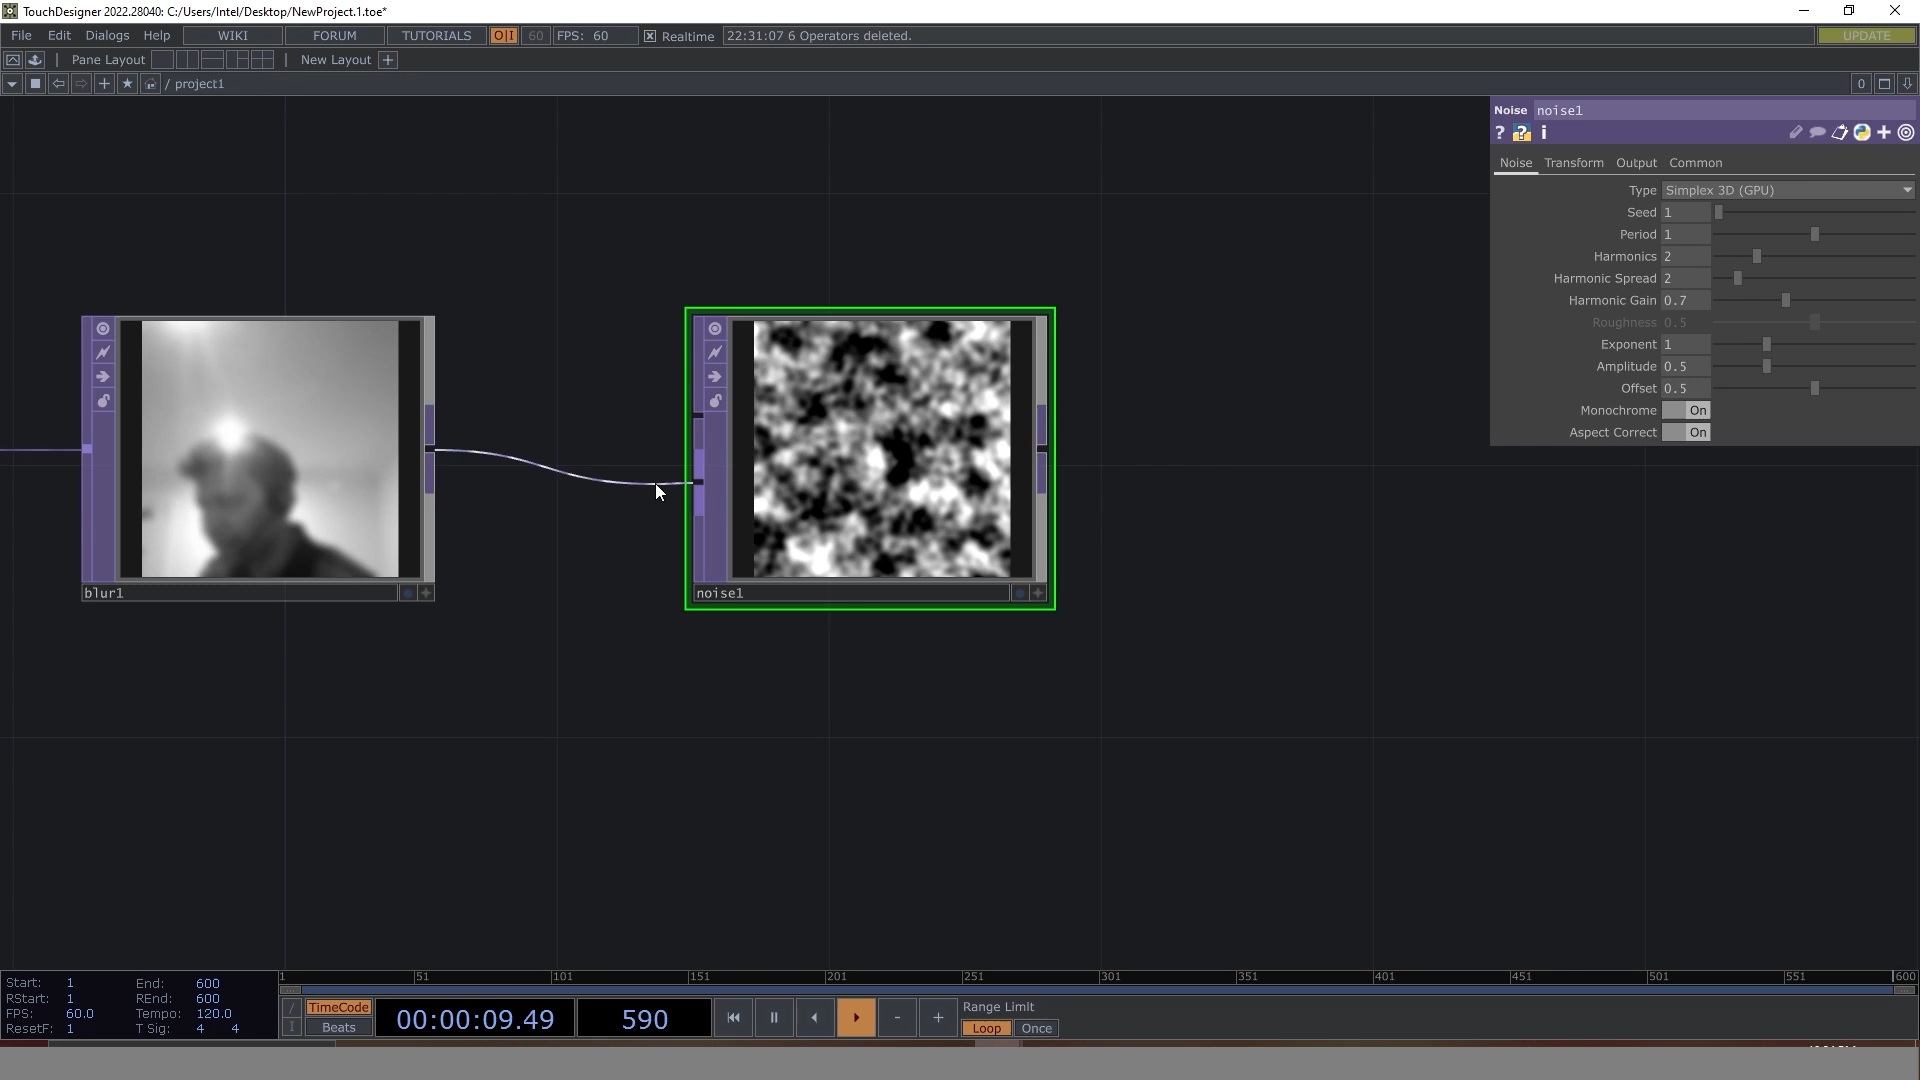 TouchDesigner 2022.28040: C:/Users/Intel/Desktop/NewProject.1.toe*
File Edit Dialogs Help WIKI FORUM TUTORIALS O|I 60 FPS: 60 Realtime 22:31:07 6 Operators deleted. UPDATE
Pane Layout New Layout +
/ project1 0
Noise noise1
? ? i
Noise Transform Output Common
Type Simplex 3D (GPU)
Seed 1
Period 1
Harmonics 2
Harmonic Spread 2
Harmonic Gain 0.7
Roughness 0.5
Exponent 1
Amplitude 0.5
Offset 0.5
Monochrome On
Aspect Correct On
blur1
noise1
1 51 101 151 201 251 301 351 401 451 501 551 600
Start: 1 End: 600
RStart: 1 REnd: 600
FPS: 60.0 Tempo: 120.0
ResetF: 1 T Sig: 4 4
/ TimeCode
I Beats
00:00:09.49 590 - +
Range Limit
Loop Once